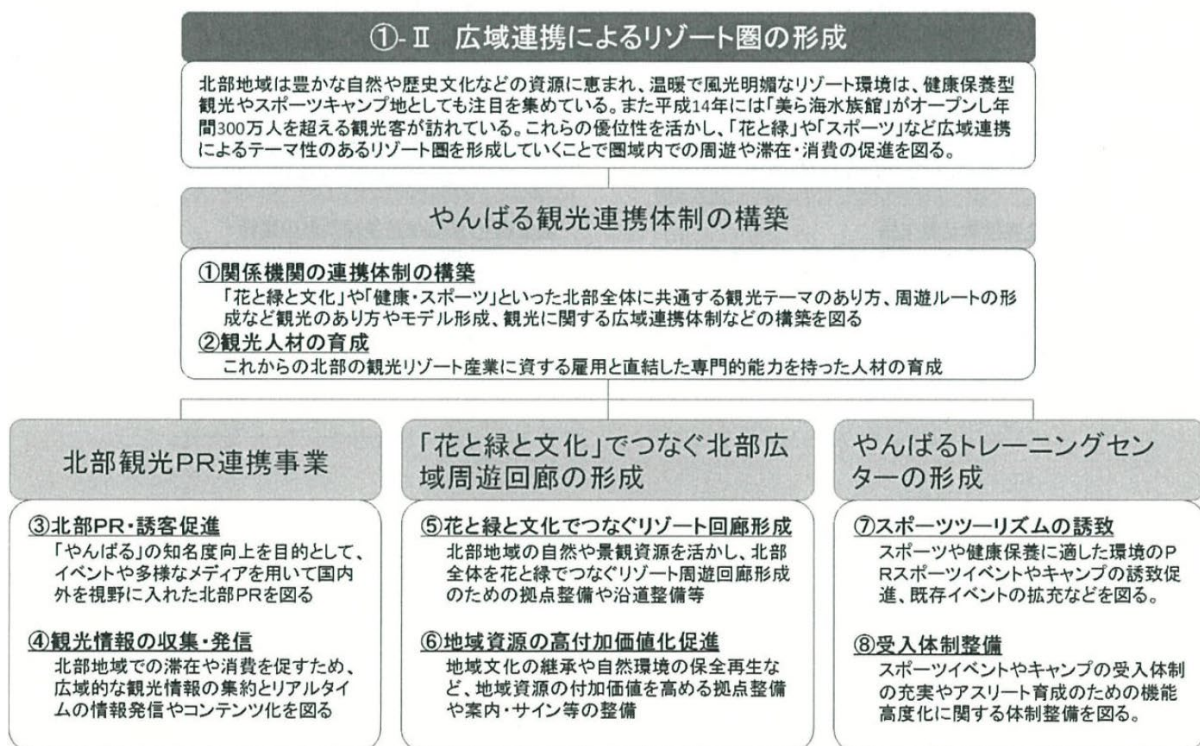 ①-Ⅱ 広域連携によるリゾート圏の形成
北部地域は豊かな自然や歴史文化などの資源に恵まれ、温暖で風光明媚なリゾート環境は、健康保養型
観光やスポーツキャンプ地としても注目を集めている。また平成14年には「美ら海水族館」がオープンし年
間300万人を超える観光客が訪れている。これらの優位性を活かし、「花と緑」や「スポーツ」など広域連携
によるテーマ性のあるリゾート圏を形成していくことで圏域内での周遊や滞在・消費の促進を図る。
やんばる観光連携体制の構築
①関係機関の連携体制の構築
「花と緑と文化」や「健康・スポーツ」といった北部全体に共通する観光テーマのあり方、周遊ルートの形
成など観光のあり方やモデル形成、観光に関する広域連携体制などの構築を図る
②観光人材の育成
これからの北部の観光リゾート産業に資する雇用と直結した専門的能力を持った人材の育成
北部観光PR連携事業
③北部PR・誘客促進
「やんばる」の知名度向上を目的として、
イベントや多様なメディアを用いて国内
外を視野に入れた北部PRを図る
④観光情報の収集・発信
北部地域での滞在や消費を促すため、
広域的な観光情報の集約とリアルタイ
ムの情報発信やコンテンツ化を図る
「花と緑と文化」でつなぐ北部広
域周遊回廊の形成
⑤花と緑と文化でつなぐリゾート回廊形成
北部地域の自然や景観資源を活かし、北部
全体を花と緑でつなぐリゾート周遊回廊形成
のための拠点整備や沿道整備等
⑥地域資源の高付加価値化促進
地域文化の継承や自然環境の保全再生な
ど、地域資源の付加価値を高める拠点整備
や案内・サイン等の整備
やんばるトレーニングセン
ターの形成
⑦スポーツツーリズムの誘致
スポーツや健康保養に適した環境のP
Rスポーツイベントやキャンプの誘致促
進、既存イベントの拡充などを図る。
⑧受入体制整備
スポーツイベントやキャンプの受入体制
の充実やアスリート育成のための機能
高度化に関する体制整備を図る。